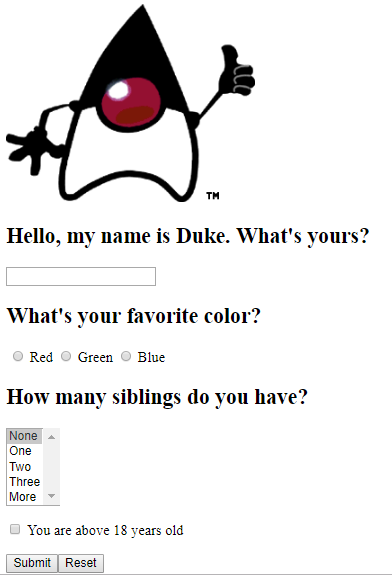 TM
Hello, my name is Duke. What's yours?
What's your favorite color?
Red Green Blue
How many siblings do you have?
None
One
Two
Three
More
You are above 18 years old
Submit Reset